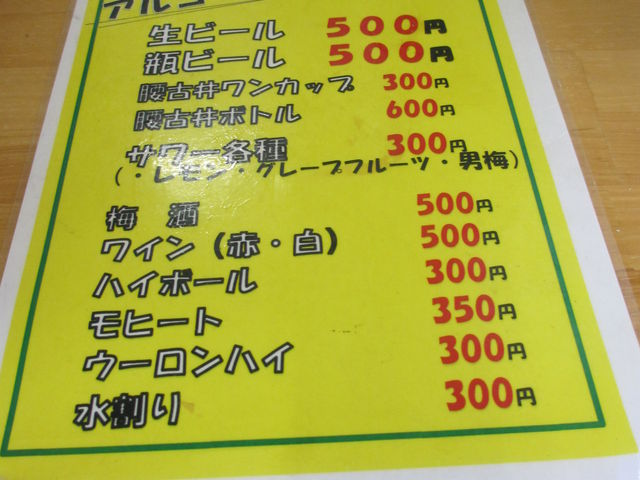 アルコー
生ビール 500円
瓶ビール 500円
腰古井ワンカップ 300円
腰古井ボトル 600円
サワー各種 300円
(・レモン・グレープフルーツ・男梅)
梅 酒 500円
ワイン(赤・白) 500円
ハイボール 300円
モヒート 350円
ウーロンハイ 300円
水割り 300円